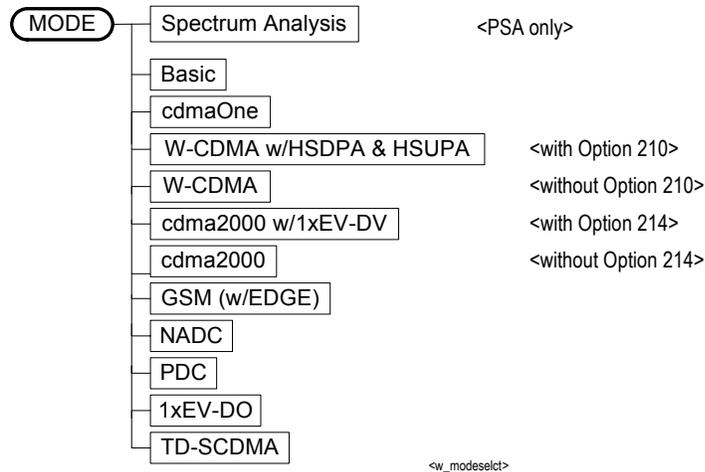 MODE
Spectrum Analysis <PSA only>
Basic
cdmaOne
W-CDMA w/HSDPA & HSUPA <with Option 210>
W-CDMA <without Option 210>
cdma2000 w/1xEV-DV <with Option 214>
cdma2000 <without Option 214>
GSM (w/EDGE)
NADC
PDC
1xEV-DO
TD-SCDMA
<w_modeselct>